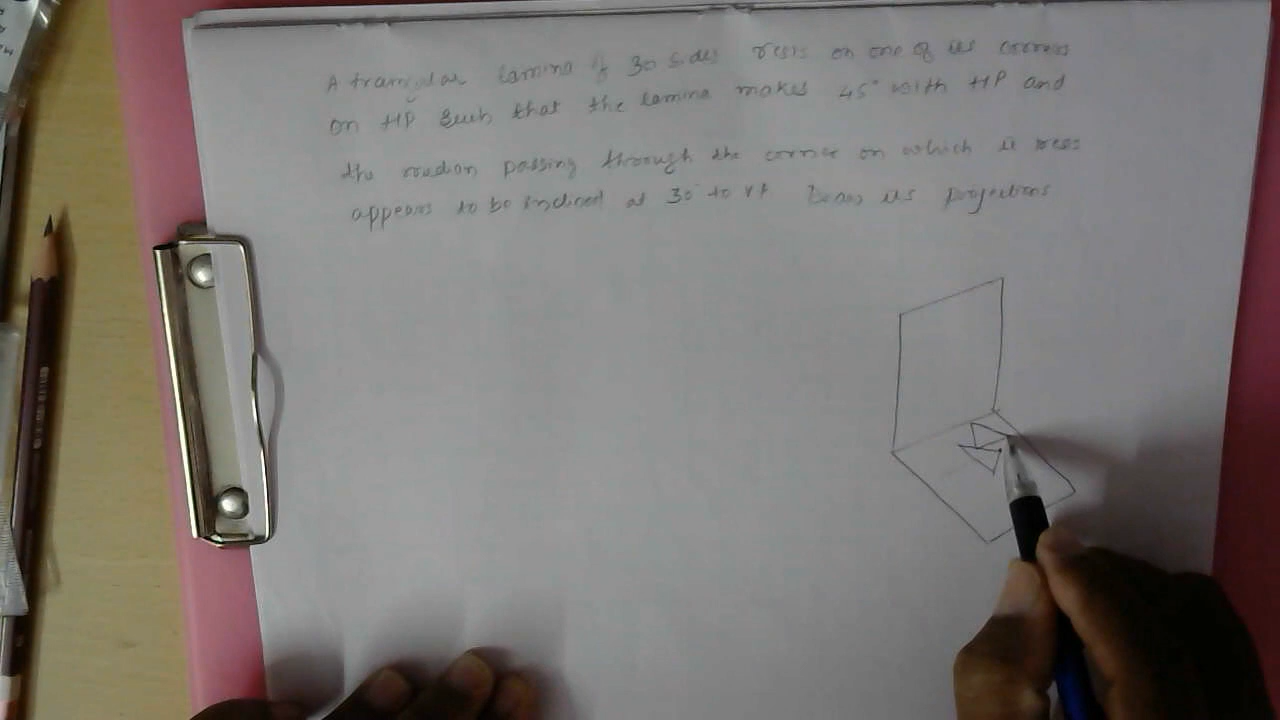 A triangular lamina of 30 sides rests on one of its corners
on HP such that the lamina makes 45° with HP and
the median passing through the corner on which it rests
appears to be inclined at 30° to VP Draw its projections